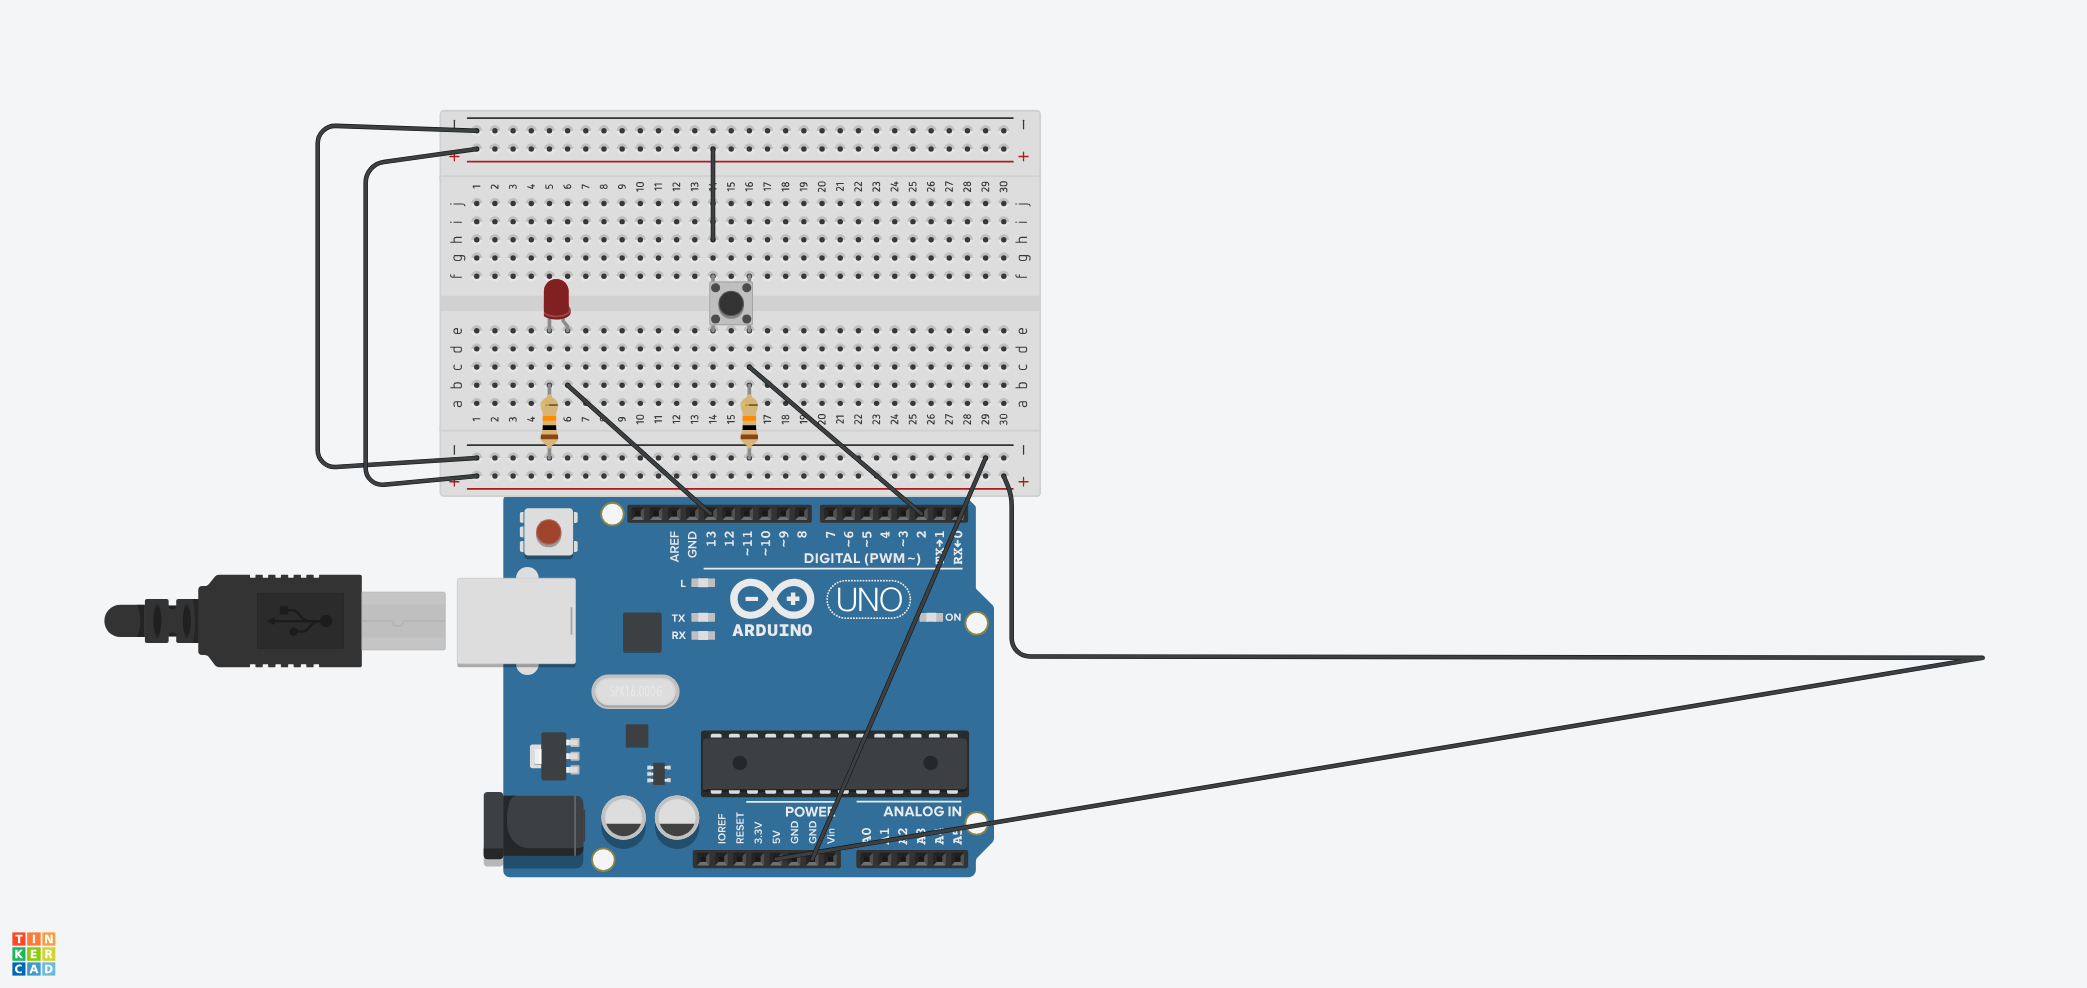 − −
+ +
1 2 3 4 5 6 7 8 9 10 11 12 13 15 16 17 18 19 20 21 22 23 24 25 26 27 28 29 30
j j
i i
h h
g g
f f
e e
d d
c c
b b
a a
1 2 3 4 6 7 8 9 10 11 12 13 14 15 17 18 19 20 21 22 23 24 25 26 27 28 29 30
− −
+ +
AREF GND 13 12 ~11 ~10 ~9 8 7 ~6 ~5 4 ~3 2 TX→1 RX←0
DIGITAL (PWM~)
L
TX
RX
ARDUINO
UNO
ON
SPK16.000G
POWER ANALOG IN
IOREF RESET 3.3V 5V GND GND Vin A0 A1 A2 A3 A4 A5
TIN
KER
CAD